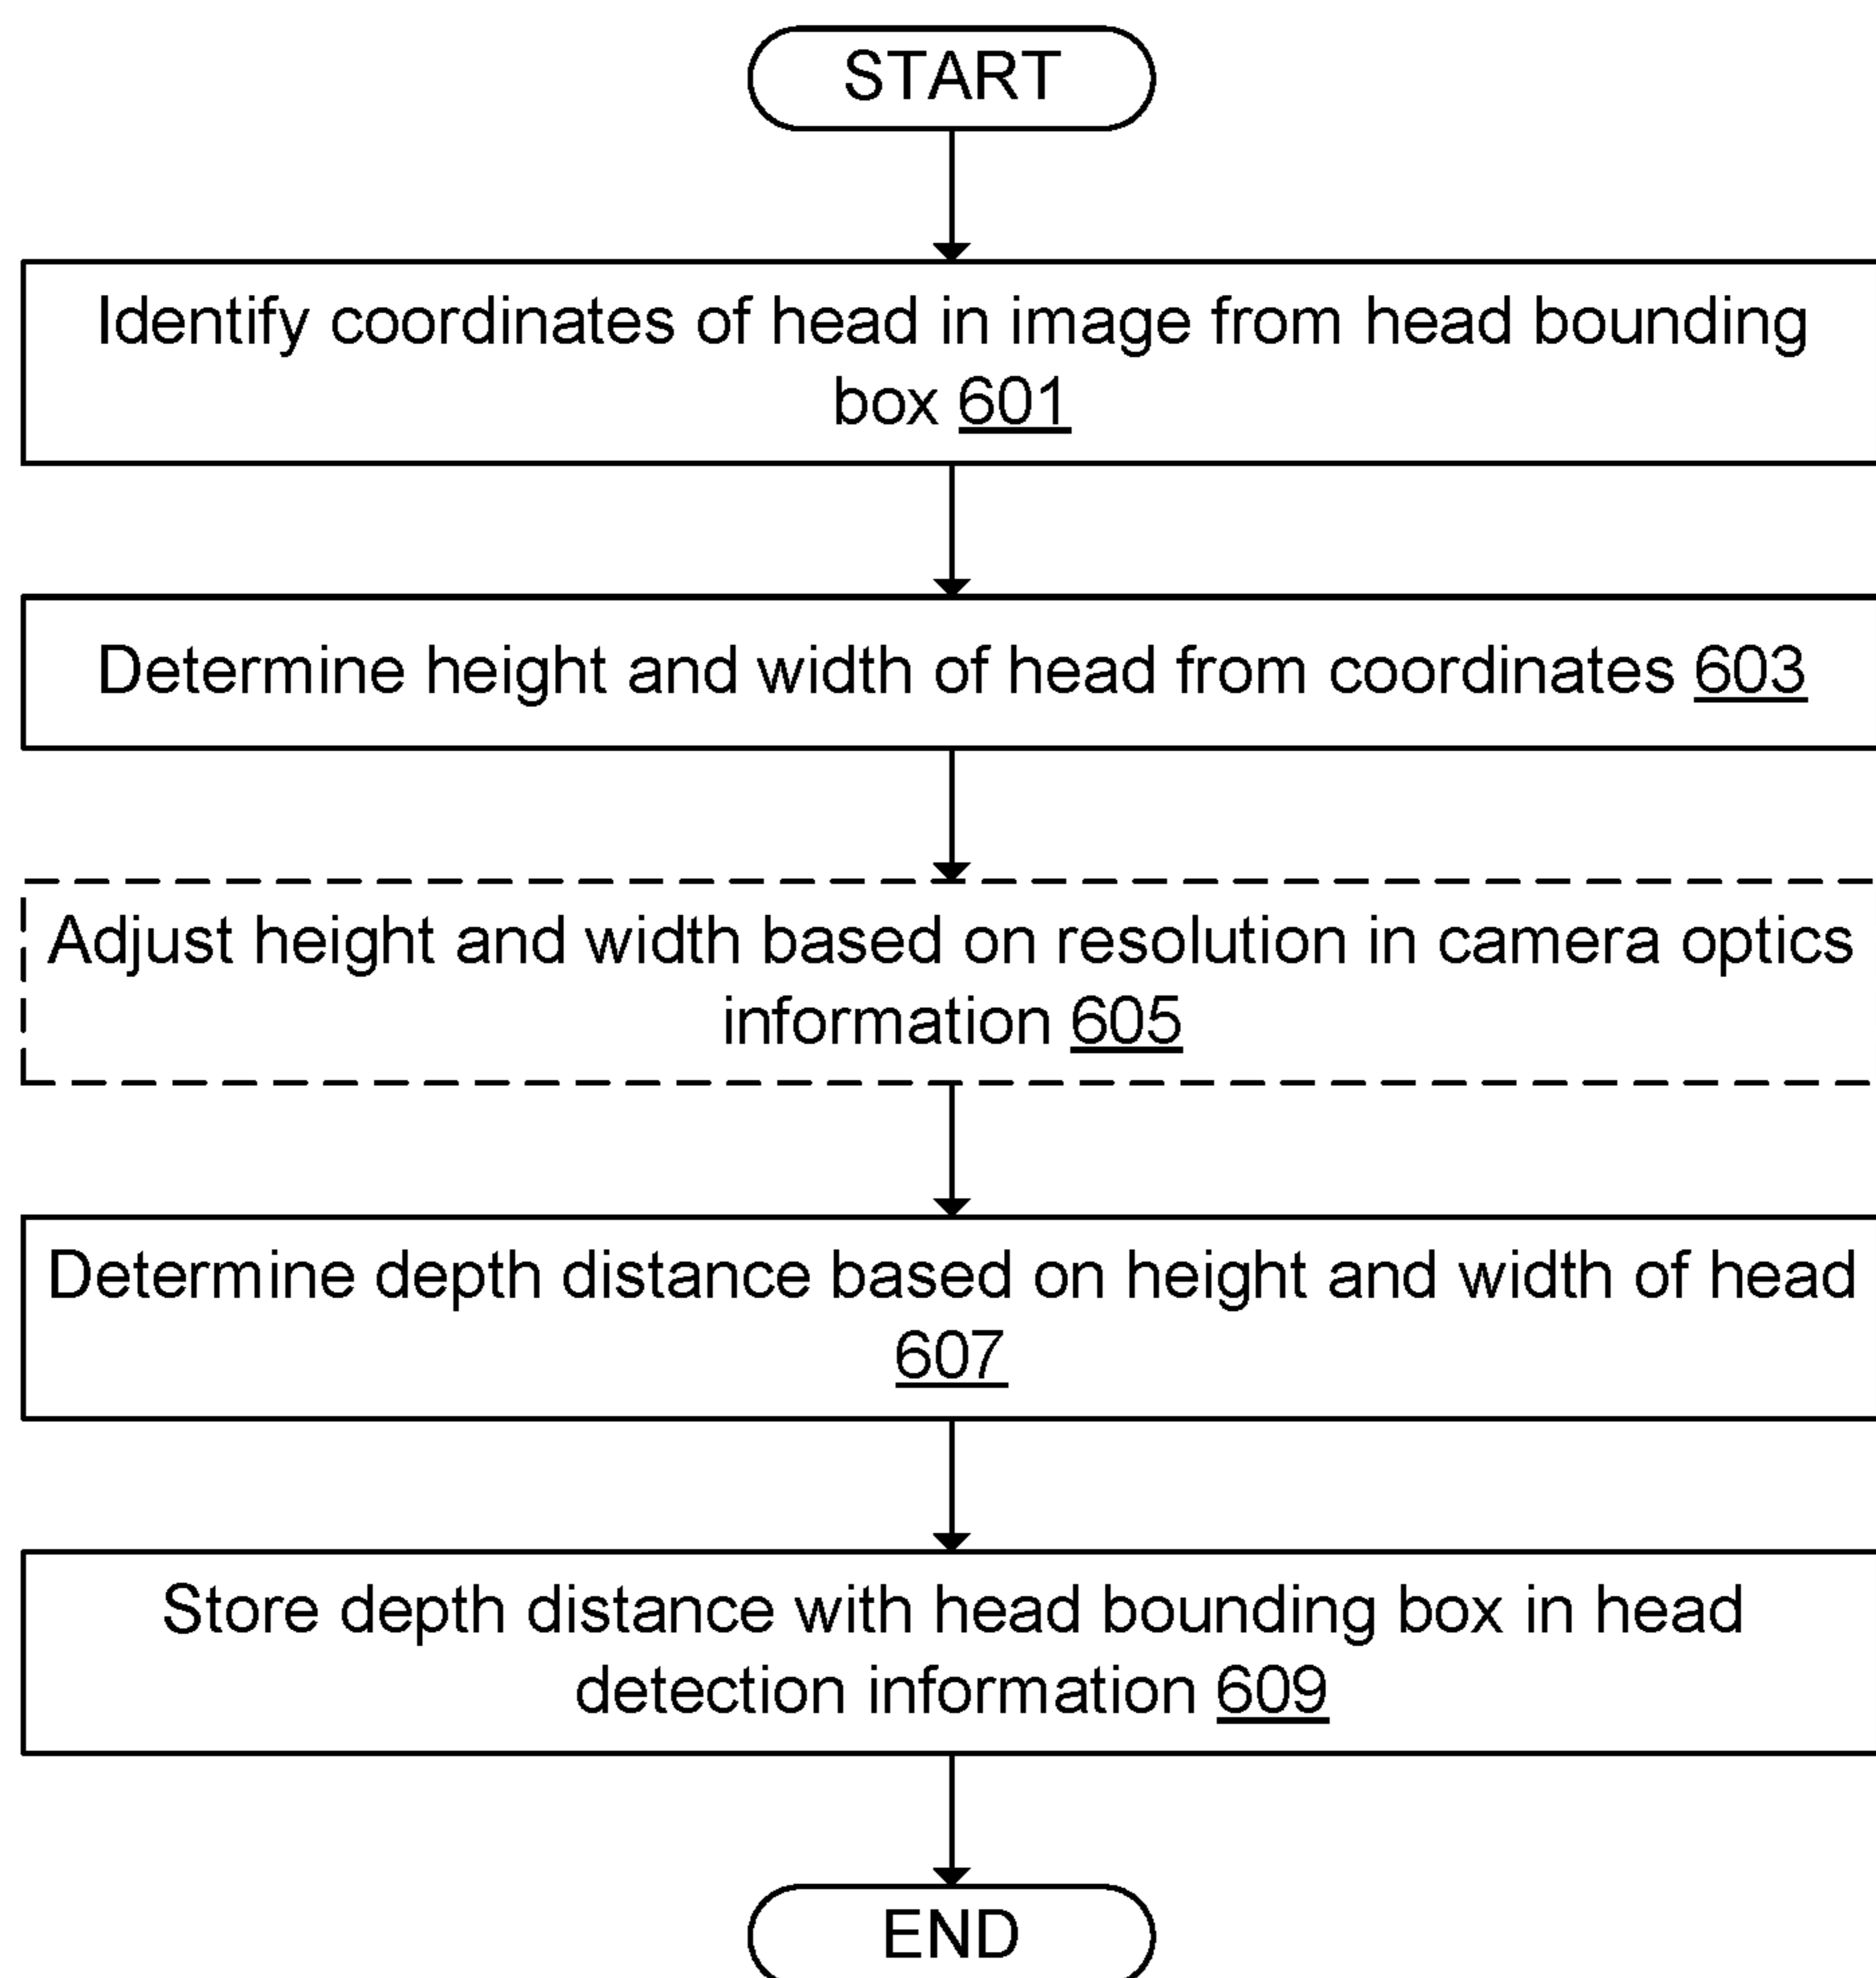 START
Identify coordinates of head in image from head bounding
box 601
Determine height and width of head from coordinates 603
Adjust height and width based on resolution in camera optics
information 605
Determine depth distance based on height and width of head
607
Store depth distance with head bounding box in head
detection information 609
END